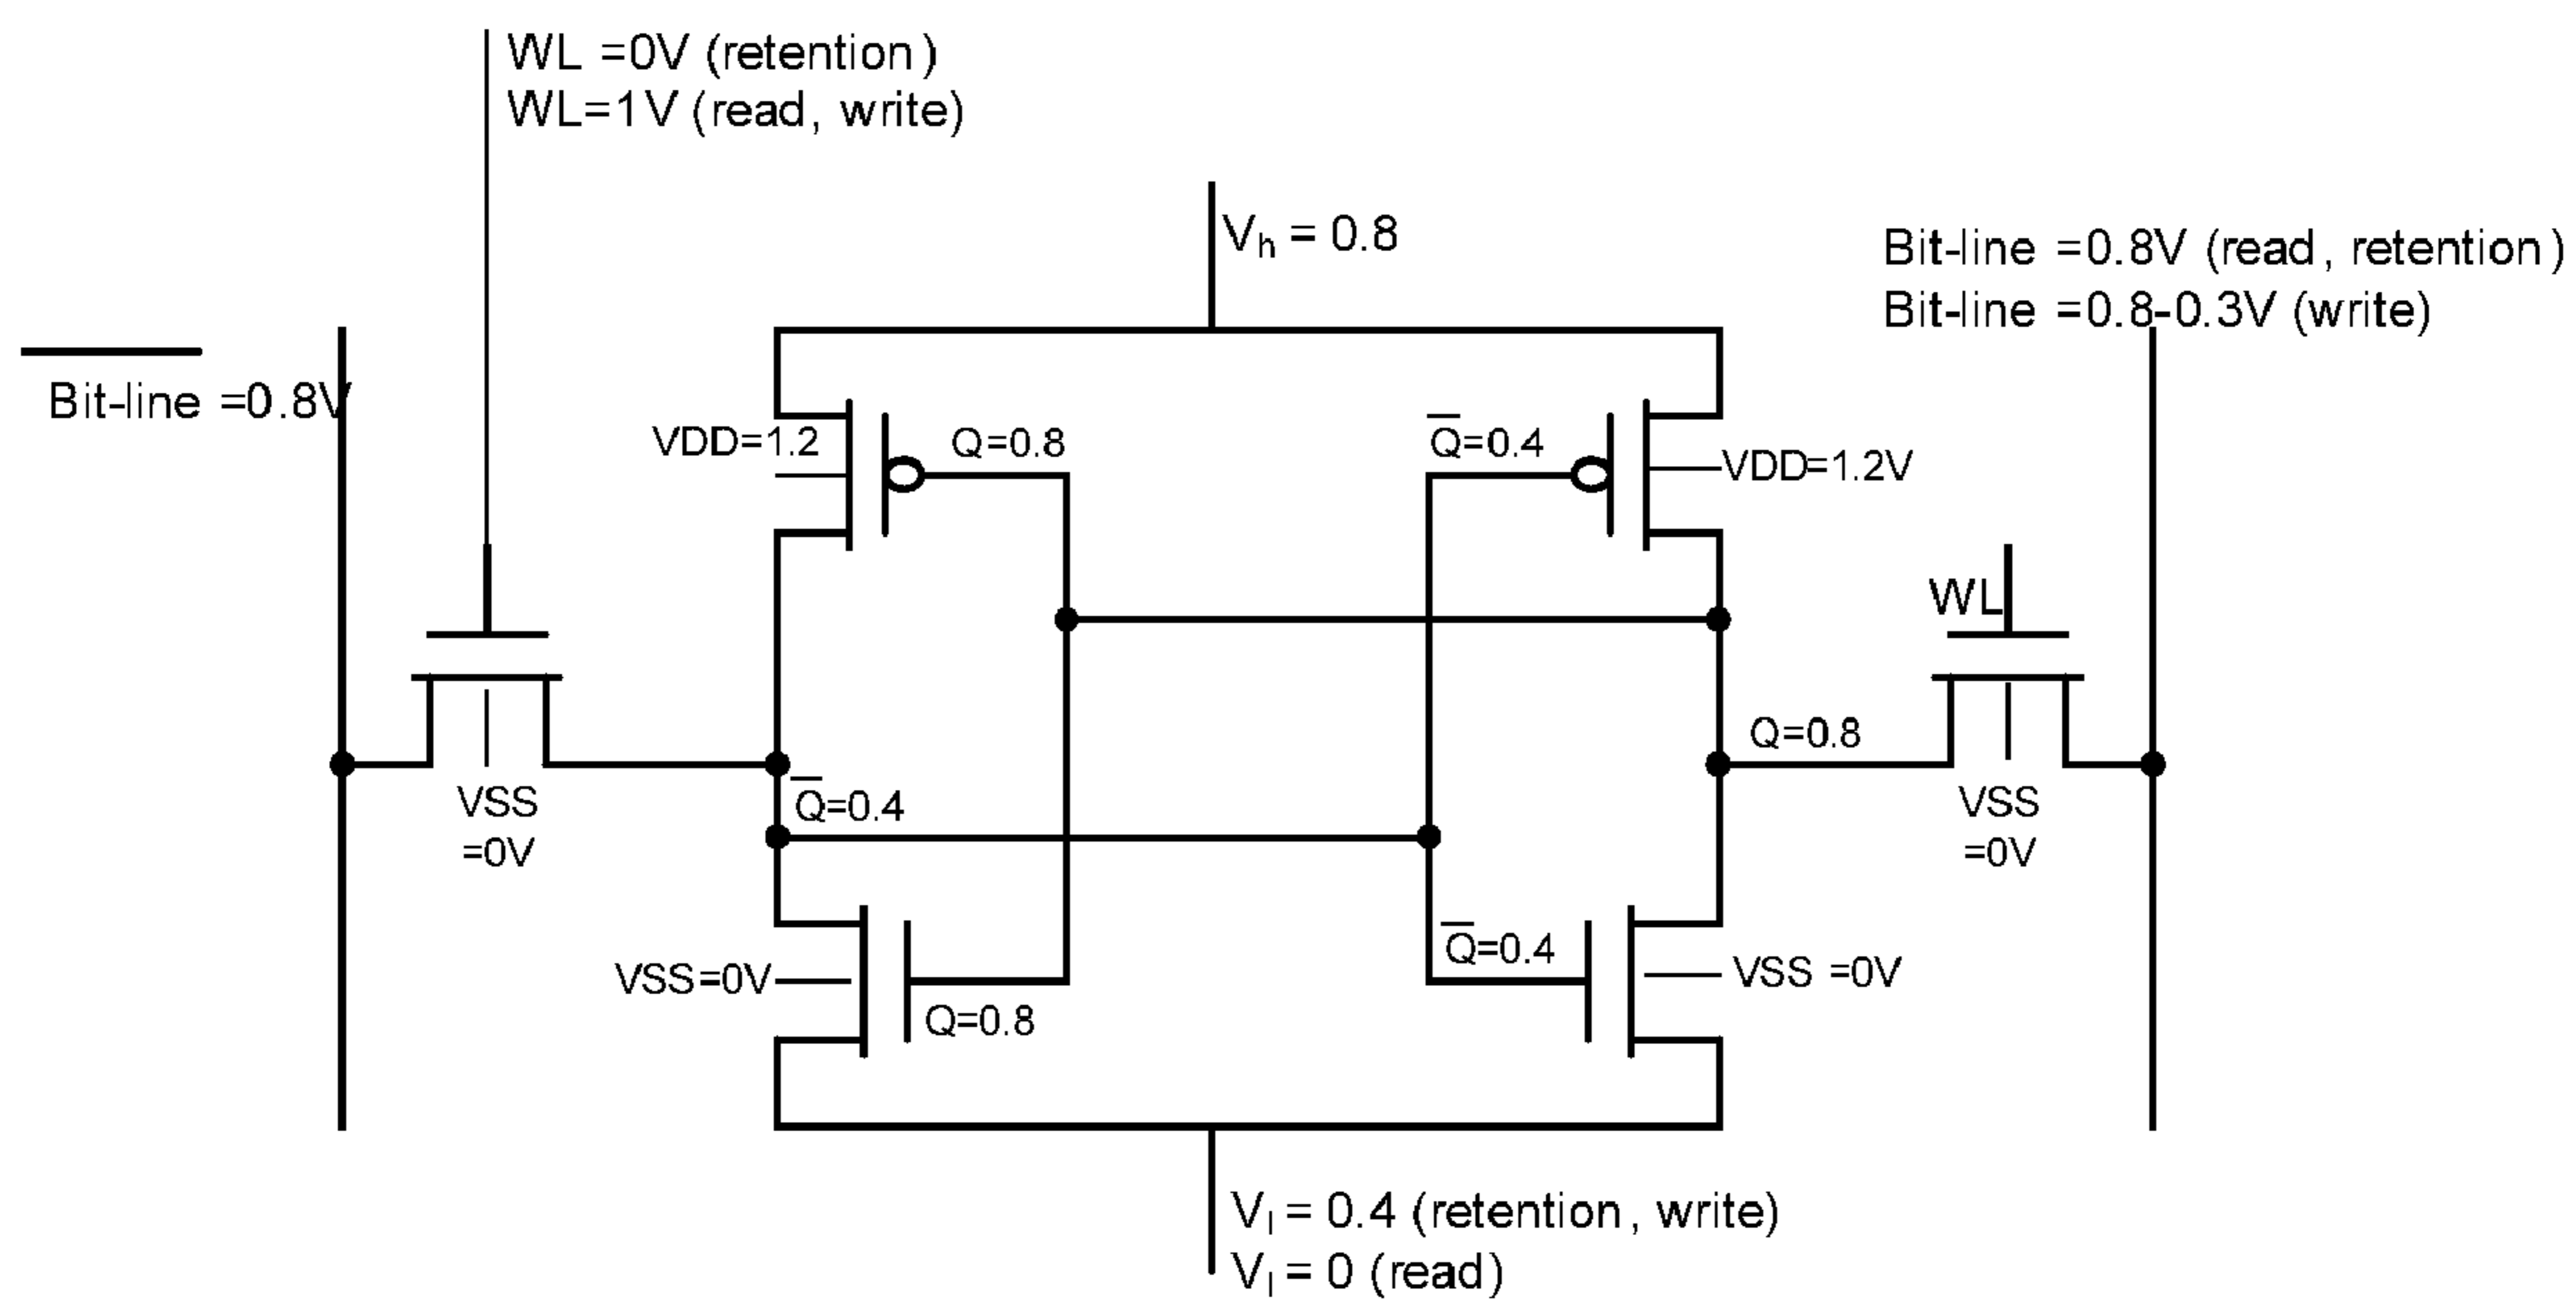 WL =0V (retention)
WL=1V (read, write)
Vh = 0.8
Bit-line =0.8V (read, retention)
Bit-line =0.8-0.3V (write)
Bit-line =0.8V
VDD=1.2
Q=0.8
Q̅=0.4
VDD=1.2V
WL
Q=0.8
VSS
=0V
Q̅=0.4
VSS
=0V
Q̅=0.4
VSS=0V
VSS =0V
Q=0.8
Vl = 0.4 (retention, write)
Vl = 0 (read)